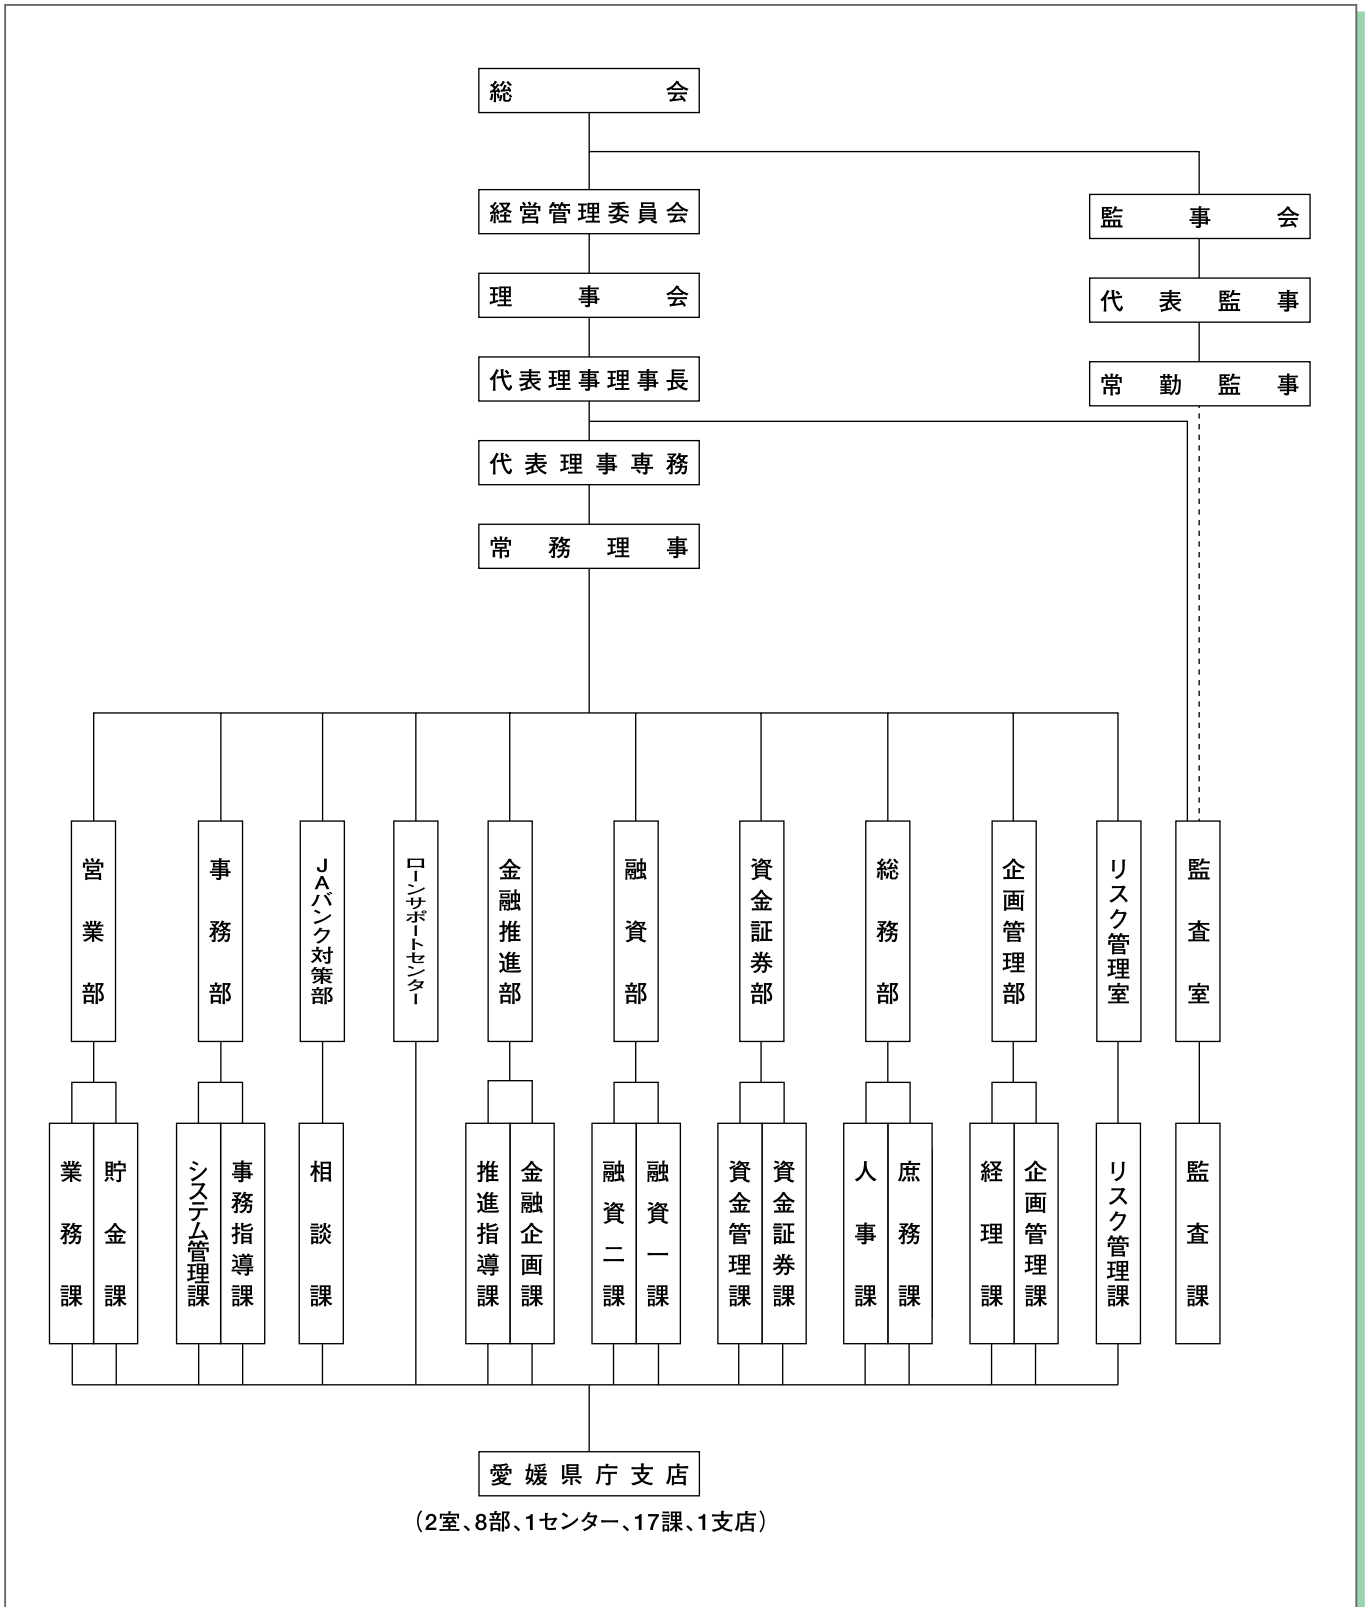 総会
経営管理委員会
監事会
理事会
代表監事
代表理事理事長
常勤監事
代表理事専務
常務理事
営業部
事務部
JAバンク対策部
ローンサポートセンター
金融推進部
融資部
資金証券部
総務部
企画管理部
リスク管理室
監査室
業務課
貯金課
システム管理課
事務指導課
相談課
推進指導課
金融企画課
融資二課
融資一課
資金管理課
資金証券課
人事課
庶務課
経理課
企画管理課
リスク管理課
監査課
愛媛県庁支店
（2室、8部、1センター、17課、1支店）